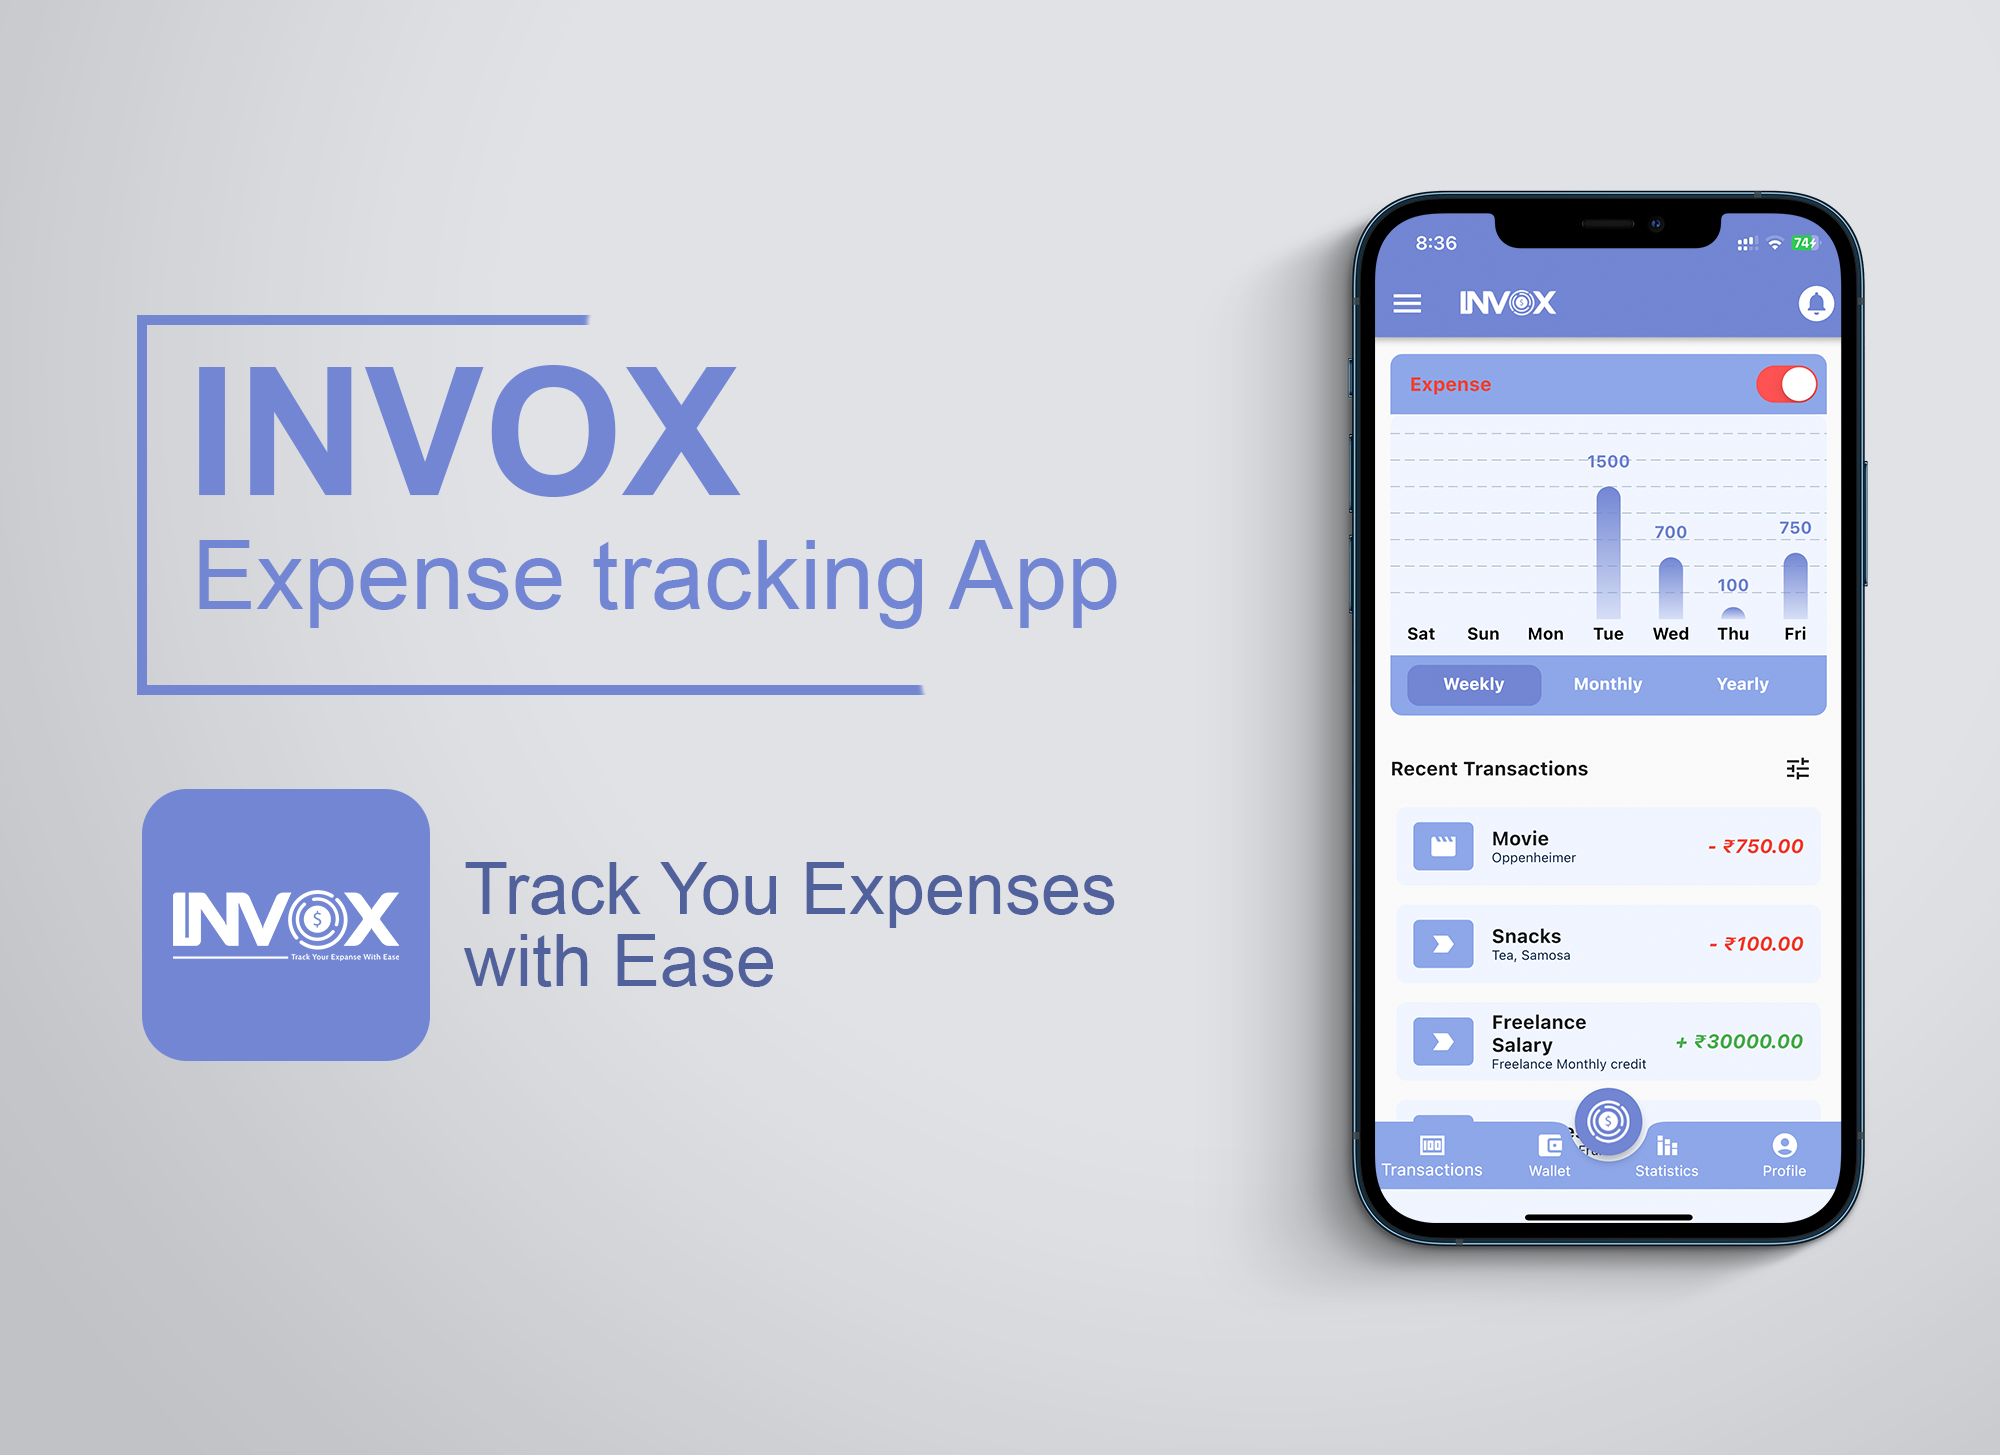 INVOX
Expense tracking App
INVOX
Track Your Expanse With Ease
Track You Expenses
with Ease
8:36
74
INVOX
Expense
1500
700
100
750
Sat Sun Mon Tue Wed Thu Fri
Weekly Monthly Yearly
Recent Transactions
Movie
Oppenheimer
- ₹750.00
Snacks
Tea, Samosa
- ₹100.00
Freelance
Salary
Freelance Monthly credit
+ ₹30000.00
Transactions Wallet Statistics Profile